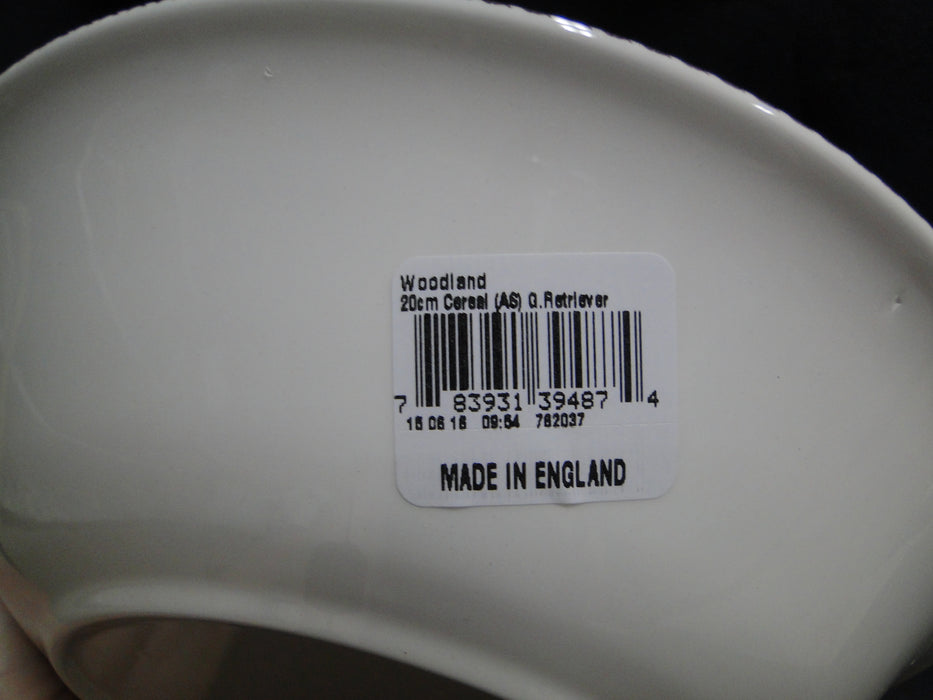 Woodland
20cm Cereal (AS) G.Retriever
7 83931 39487 4
15 06 16 09:54 762037
MADE IN ENGLAND